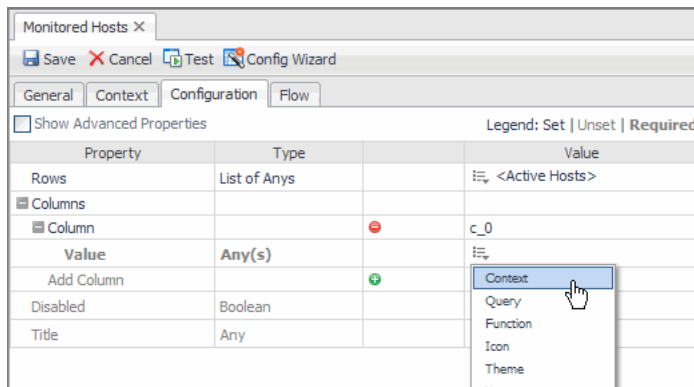 Monitored Hosts
Save Cancel Test Config Wizard
General Context Configuration Flow
Show Advanced Properties Legend: Set | Unset | Required
Property Type Value
Rows List of Anys <Active Hosts>
Columns
Column c_0
Value Any(s)
Add Column
Context
Query
Disabled Boolean
Function
Title Any
Icon
Theme